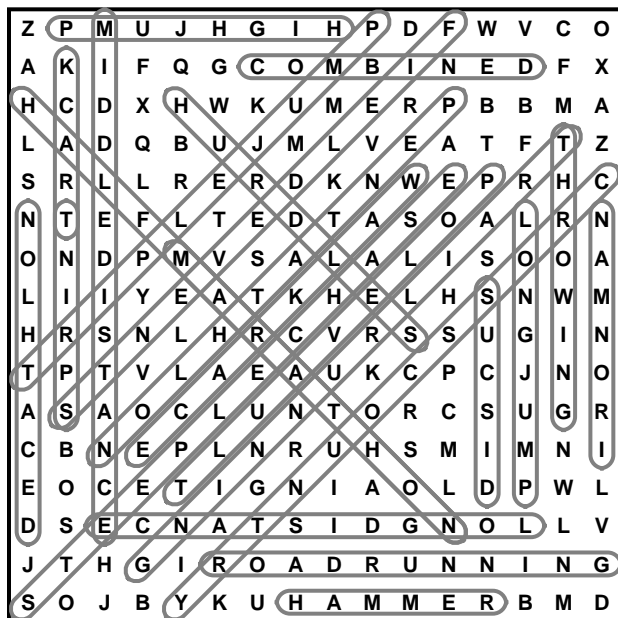 Z P M U J H G I H P D F W V C O
A K I F Q G C O M B I N E D F X
H C D X H W K U M E R P B B M A
L A D Q B U J M L V E A T F T Z
S R L L R E R D K N W E P R H C
N T E F L T E D T A S O A L R N
O N D P M V S A L A L I S O O A
L I I Y E A T K H E L H S N W M
H R S N L H R C V R S S U G I N
T P T V L A E A U K C P C J N O
A S A O C L U N T O R C S U G R
C B N E P L N R U H S M I M N I
E O C E T I G N I A O L D P W L
D S E C N A T S I D G N O L L V
J T H G I R O A D R U N N I N G
S O J B Y K U H A M M E R B M D